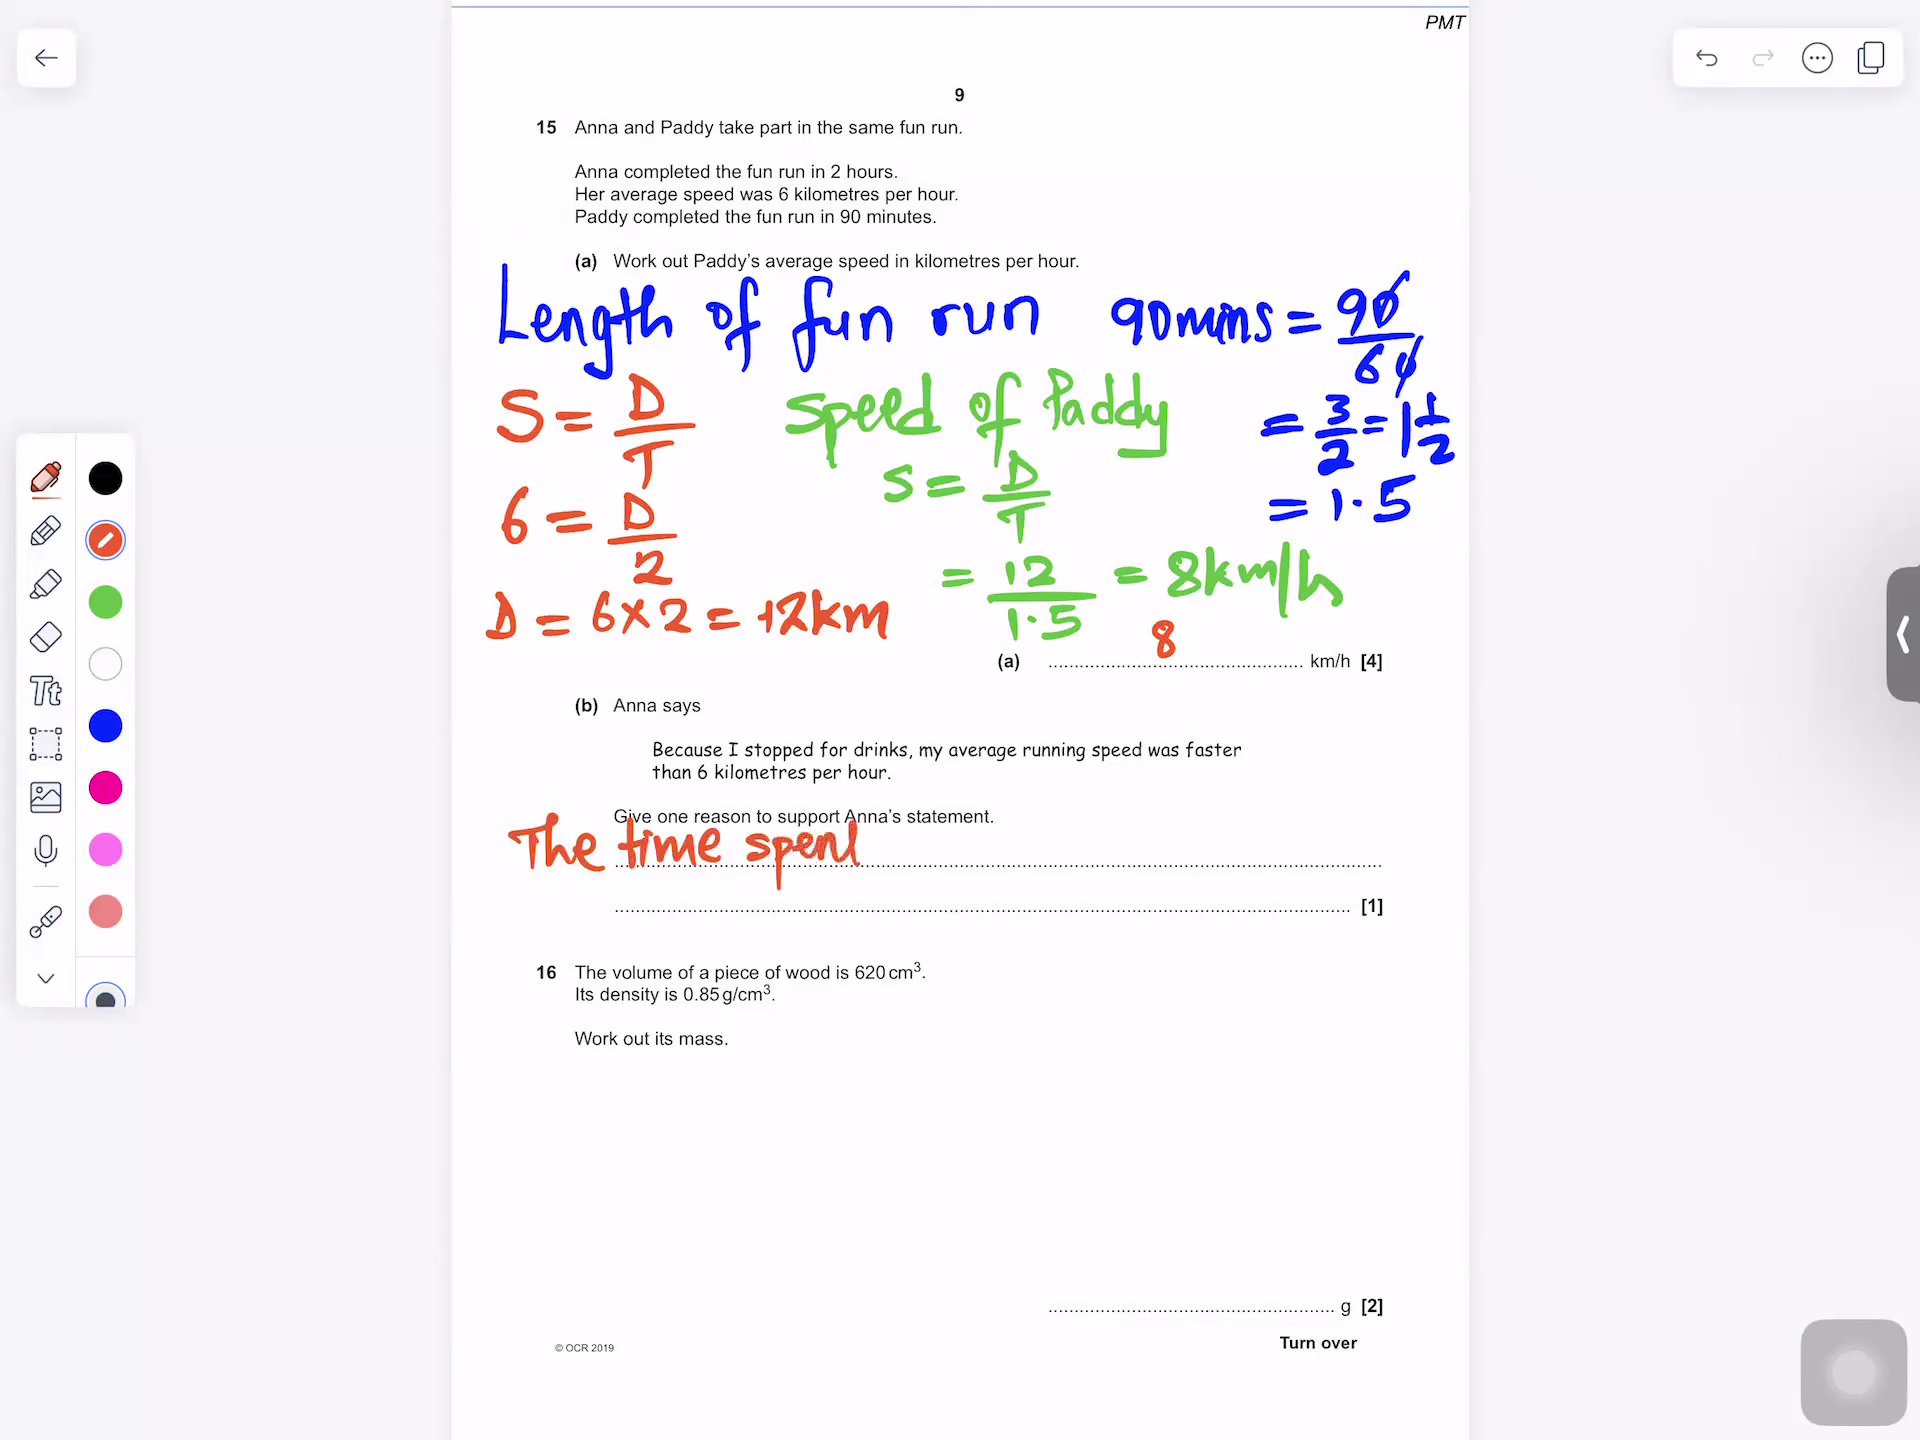 PMT
9
15 Anna and Paddy take part in the same fun run.
Anna completed the fun run in 2 hours.
Her average speed was 6 kilometres per hour.
Paddy completed the fun run in 90 minutes.
(a) Work out Paddy's average speed in kilometres per hour.
Length of fun run
S = D/T
6 = D/2
D = 6 × 2 = 12km
Speed of Paddy
S = D/T
= 12/1.5 = 8km/h
90mins = 90/60
= 3/2 = 1 1/2
= 1.5
(a) 8 km/h [4]
(b) Anna says
Because I stopped for drinks, my average running speed was faster
than 6 kilometres per hour.
Give one reason to support Anna's statement.
The time spent
[1]
16 The volume of a piece of wood is 620 cm³.
Its density is 0.85 g/cm³.
Work out its mass.
g [2]
© OCR 2019
Turn over
Tt